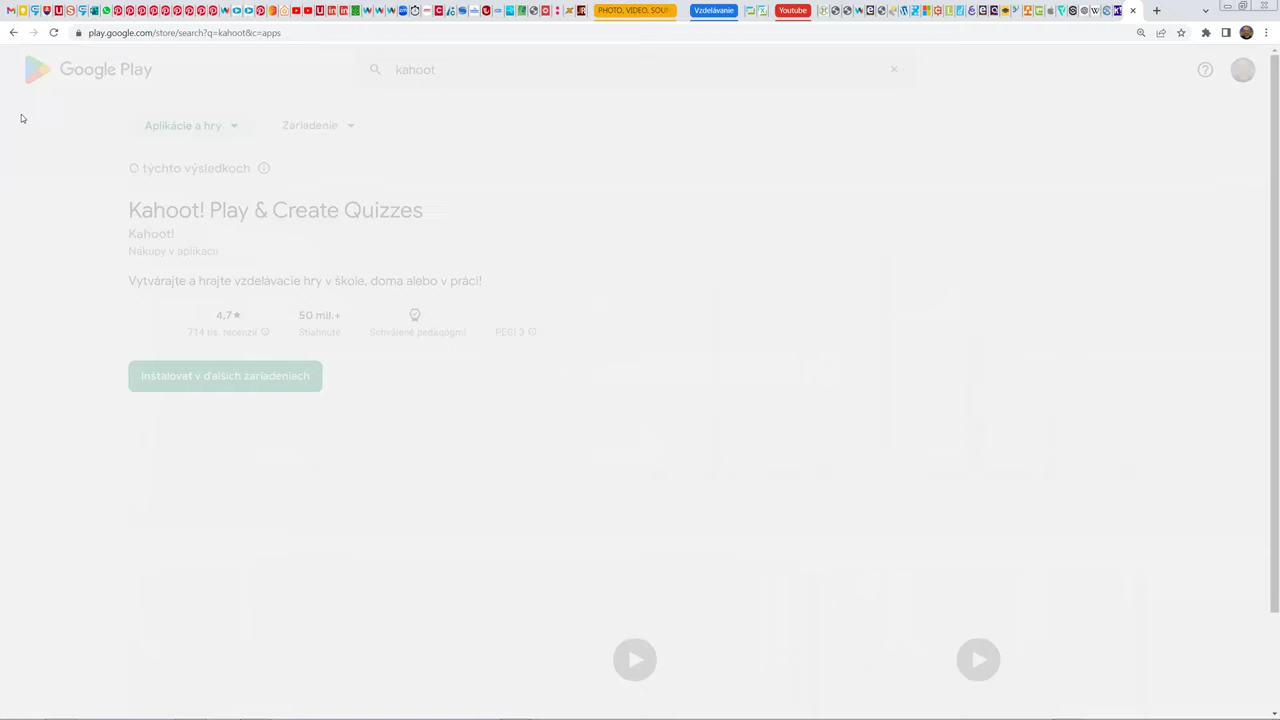 PHOTO, VIDEO, SOUN
Vzdelávanie
Youtube
play.google.com/store/search?q=kahoot&c=apps
Google Play
kahoot
Aplikácie a hry
Zariadenie
O týchto výsledkoch
Kahoot! Play & Create Quizzes
Kahoot!
Nákupy v aplikácii
Vytvárajte a hrajte vzdelávacie hry v škole, doma alebo v práci!
4,7★
50 mil.+
714 tis. recenzií
Stiahnuté
Schválené pedagógmi
PEGI 3
Inštalovať v ďalších zariadeniach